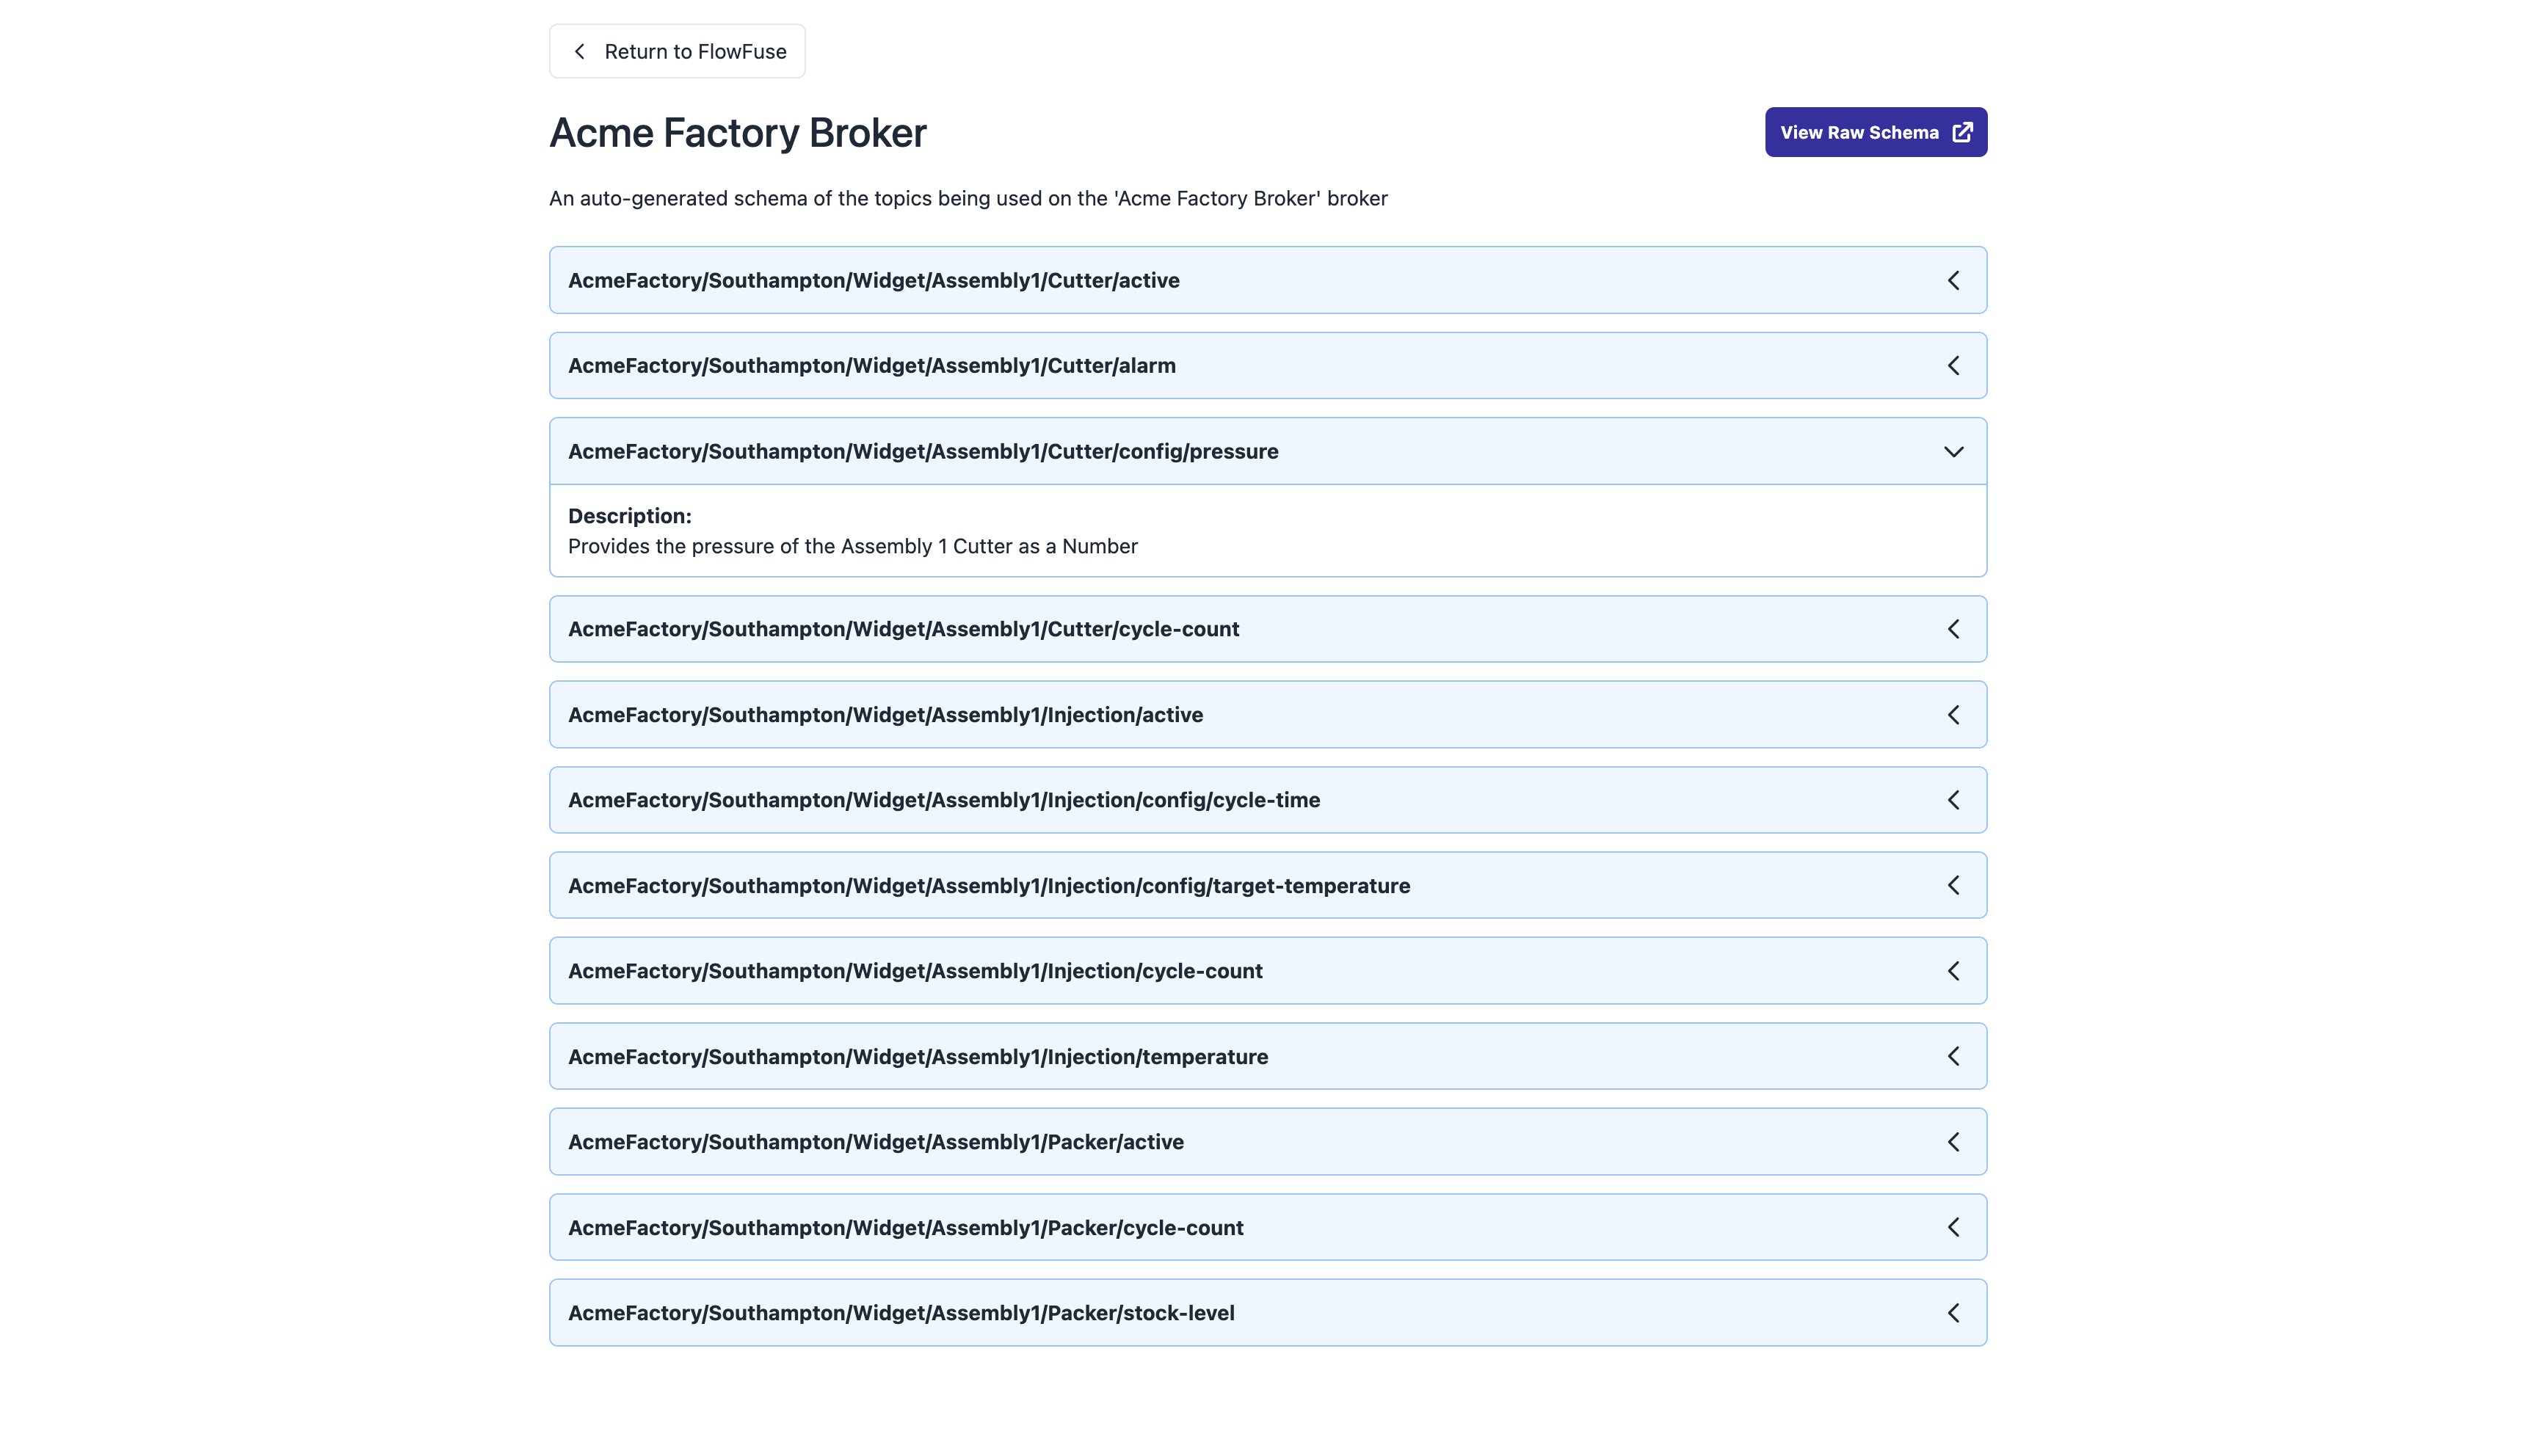 Return to FlowFuse
Acme Factory Broker
View Raw Schema
An auto-generated schema of the topics being used on the 'Acme Factory Broker' broker
AcmeFactory/Southampton/Widget/Assembly1/Cutter/active
AcmeFactory/Southampton/Widget/Assembly1/Cutter/alarm
AcmeFactory/Southampton/Widget/Assembly1/Cutter/config/pressure
Description:
Provides the pressure of the Assembly 1 Cutter as a Number
AcmeFactory/Southampton/Widget/Assembly1/Cutter/cycle-count
AcmeFactory/Southampton/Widget/Assembly1/Injection/active
AcmeFactory/Southampton/Widget/Assembly1/Injection/config/cycle-time
AcmeFactory/Southampton/Widget/Assembly1/Injection/config/target-temperature
AcmeFactory/Southampton/Widget/Assembly1/Injection/cycle-count
AcmeFactory/Southampton/Widget/Assembly1/Injection/temperature
AcmeFactory/Southampton/Widget/Assembly1/Packer/active
AcmeFactory/Southampton/Widget/Assembly1/Packer/cycle-count
AcmeFactory/Southampton/Widget/Assembly1/Packer/stock-level